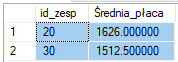 id_zesp Średnia_płaca
1 20 1626.000000
2 30 1512.500000